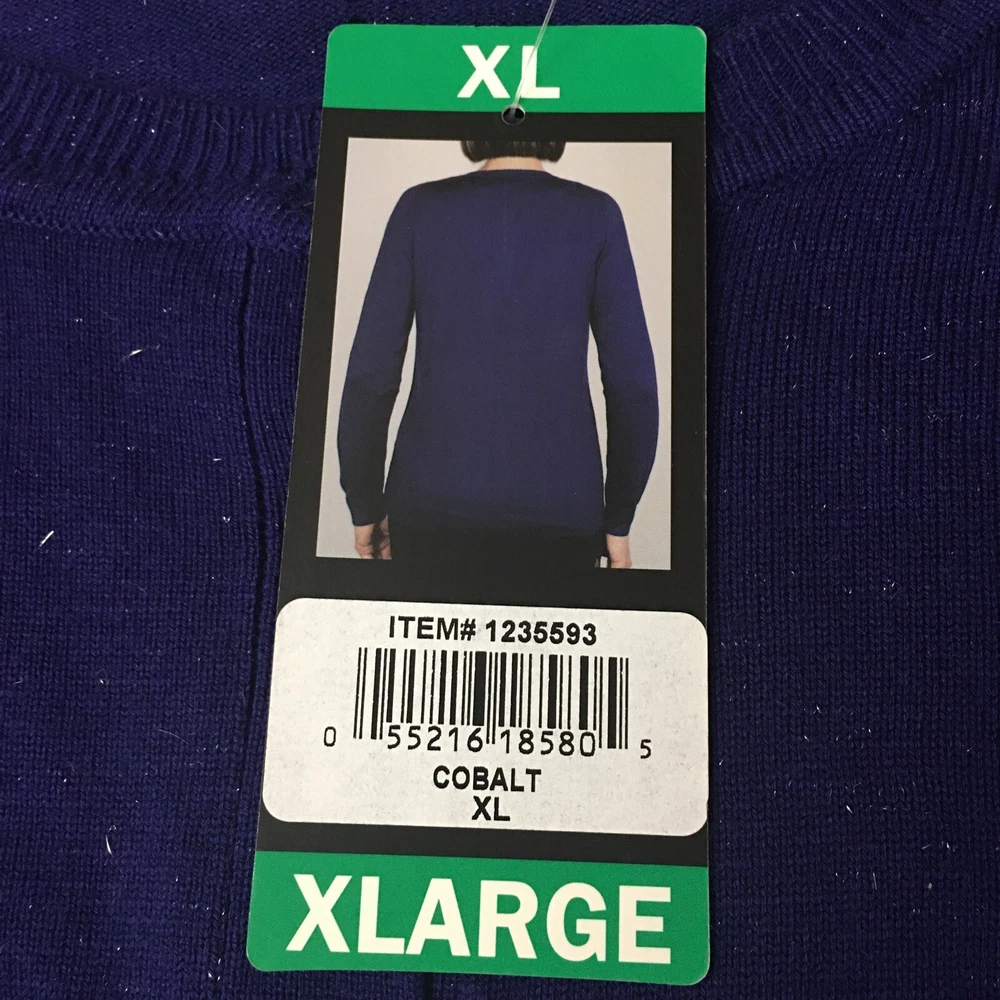 XL
ITEM# 1235593
0 55216 18580 5
COBALT
XL
XLARGE